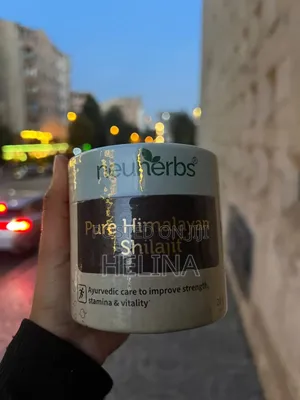 neuherbs
Pure Himalayan
Shilajit
HELINA
Ayurvedic care to improve strength,
stamina & vitality